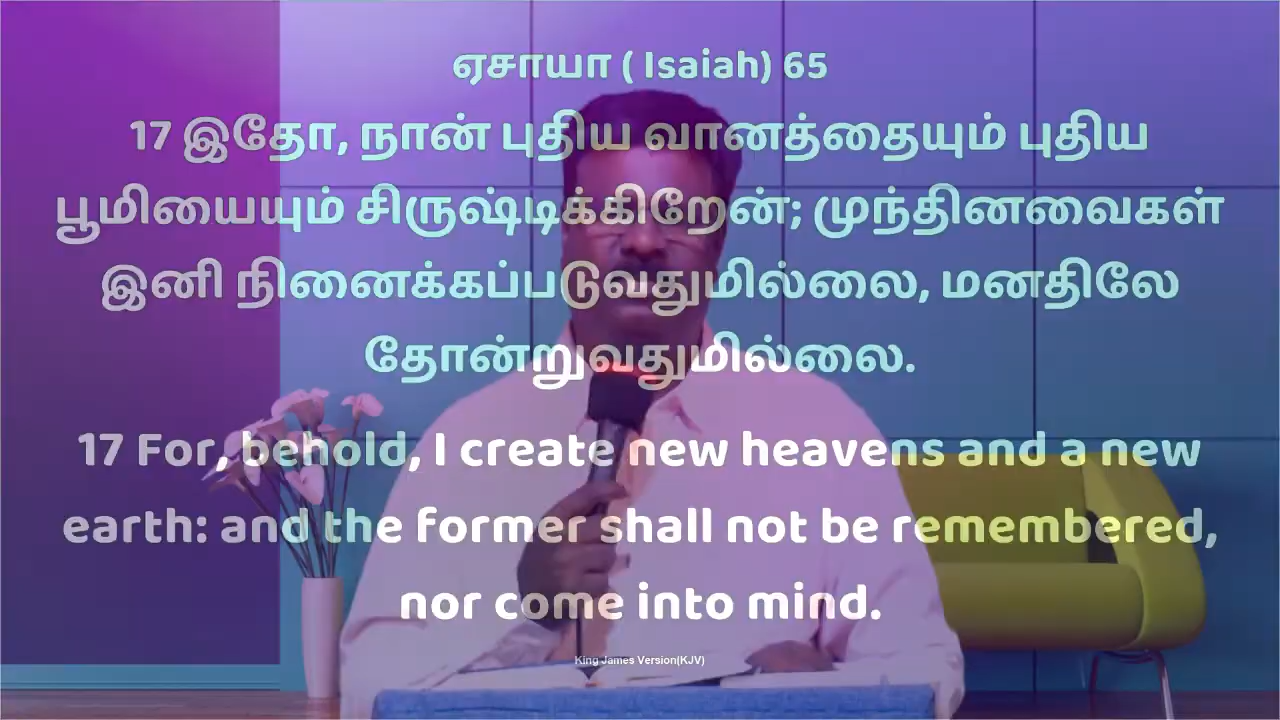 ஏசாயா ( Isaiah) 65
17 இதோ, நான் புதிய வானத்தையும் புதிய
பூமியையும் சிருஷ்டிக்கிறேன்; முந்தினவைகள்
இனி நினைக்கப்படுவதுமில்லை, மனதிலே
தோன்றுவதுமில்லை.
17 For, behold, I create new heavens and a new
earth: and the former shall not be remembered,
nor come into mind.
King James Version(KJV)